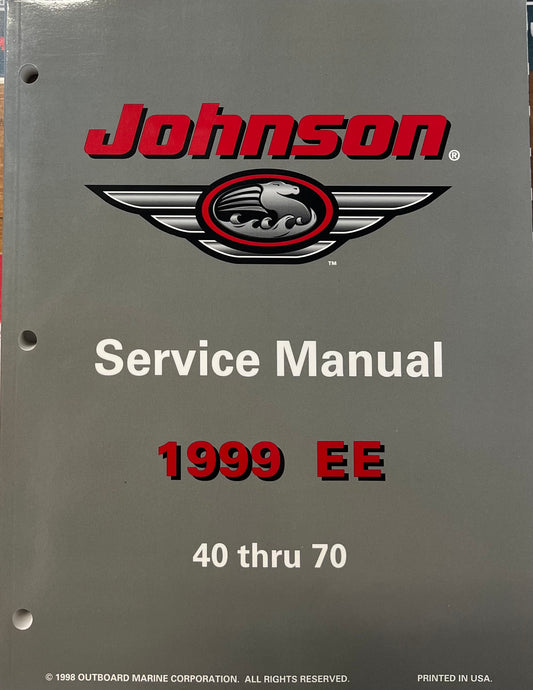 Johnson®
™
Service Manual
1999 EE
40 thru 70
© 1998 OUTBOARD MARINE CORPORATION. ALL RIGHTS RESERVED. PRINTED IN USA.